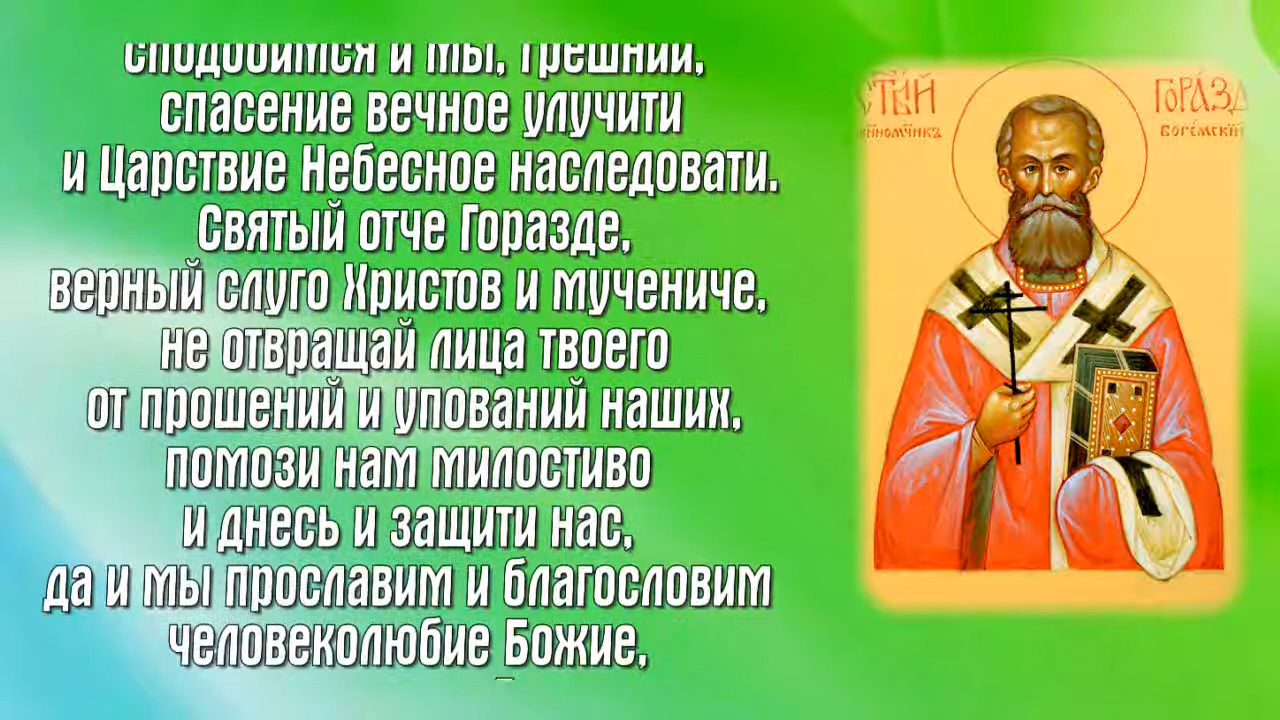 сподобимся и мы, грешнии,
спасение вечное улучити
и Царствие Небесное наследовати.
Святый отче Горазде,
верный слуго Христов и мучениче,
не отвращай лица твоего
от прошений и упований наших,
помози нам милостиво
и днесь и защити нас,
да и мы прославим и благословим
человеколюбие Божие,
ГОРАЗД
БОГЕМСКІЙ